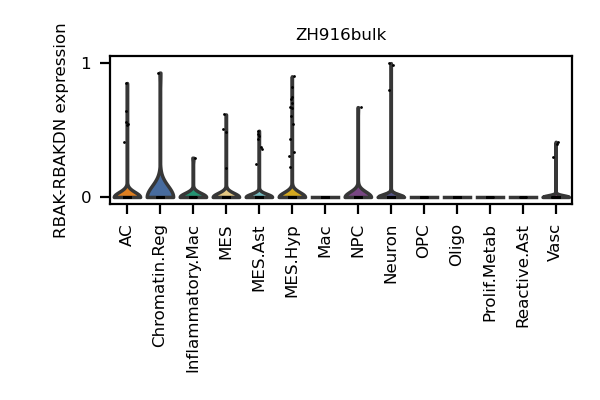 ZH916bulk
RBAK-RBAKDN expression
1
0
AC
Chromatin.Reg
Inflammatory.Mac
MES
MES.Ast
MES.Hyp
Mac
NPC
Neuron
OPC
Oligo
Prolif.Metab
Reactive.Ast
Vasc